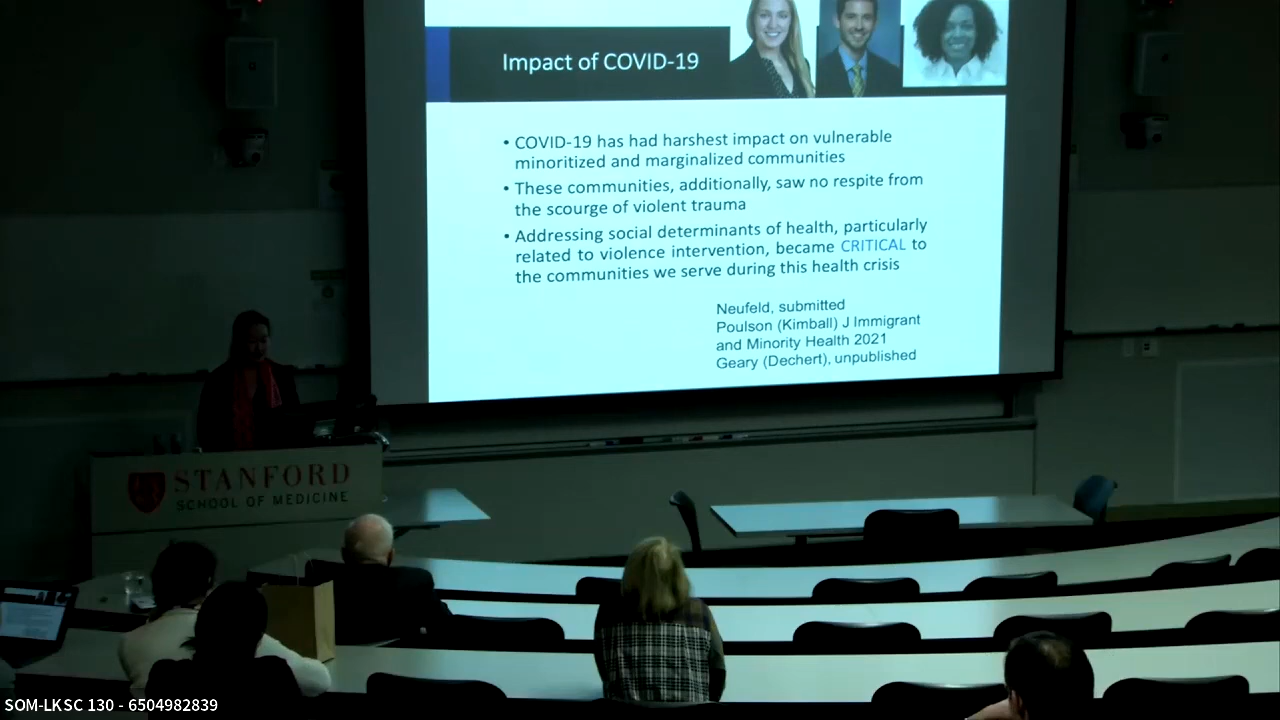 Impact of COVID-19
• COVID-19 has had harshest impact on vulnerable
minoritized and marginalized communities
• These communities, additionally, saw no respite from
the scourge of violent trauma
• Addressing social determinants of health, particularly
related to violence intervention, became CRITICAL to
the communities we serve during this health crisis
Neufeld, submitted
Poulson (Kimball) J Immigrant
and Minority Health 2021
Geary (Dechert), unpublished
STANFORD
SCHOOL OF MEDICINE
SOM-LKSC 130 - 6504982839